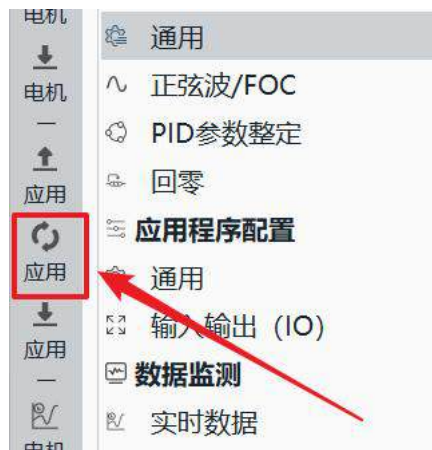 电机
电机
应用
应用
应用
电机
通用
正弦波/FOC
PID参数整定
回零
应用程序配置
通用
输入输出（IO）
数据监测
实时数据